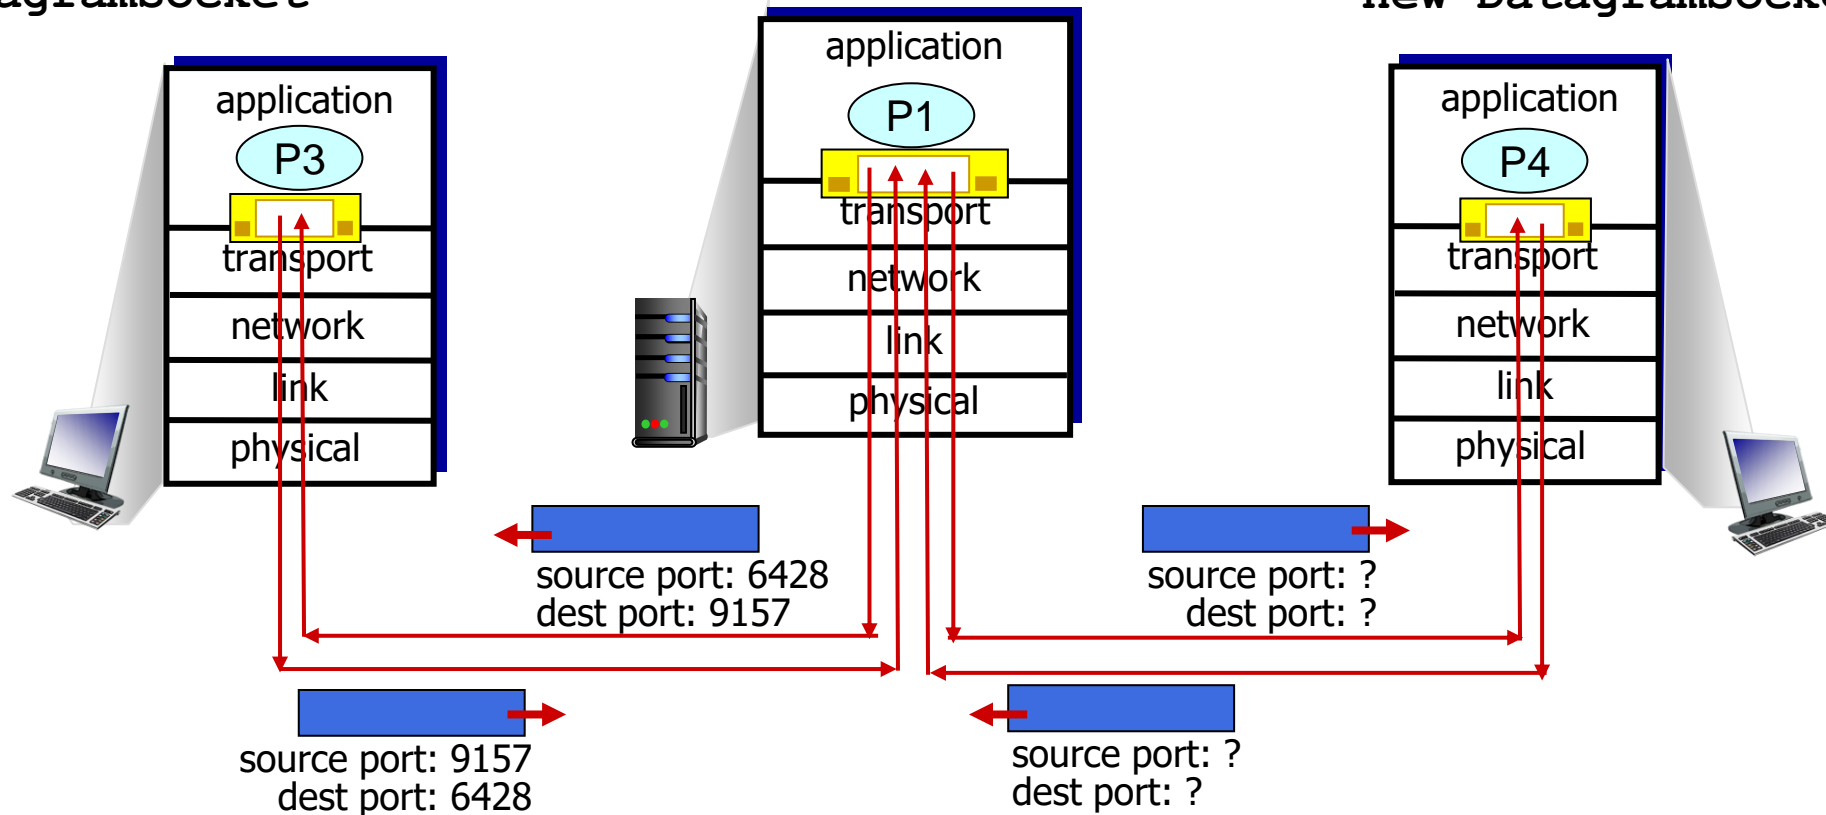 application
P3
transport
network
link
physical
application
P1
transport
network
link
physical
application
P4
transport
network
link
physical
source port: 6428
dest port: 9157
source port: ?
dest port: ?
source port: 9157
dest port: 6428
source port: ?
dest port: ?